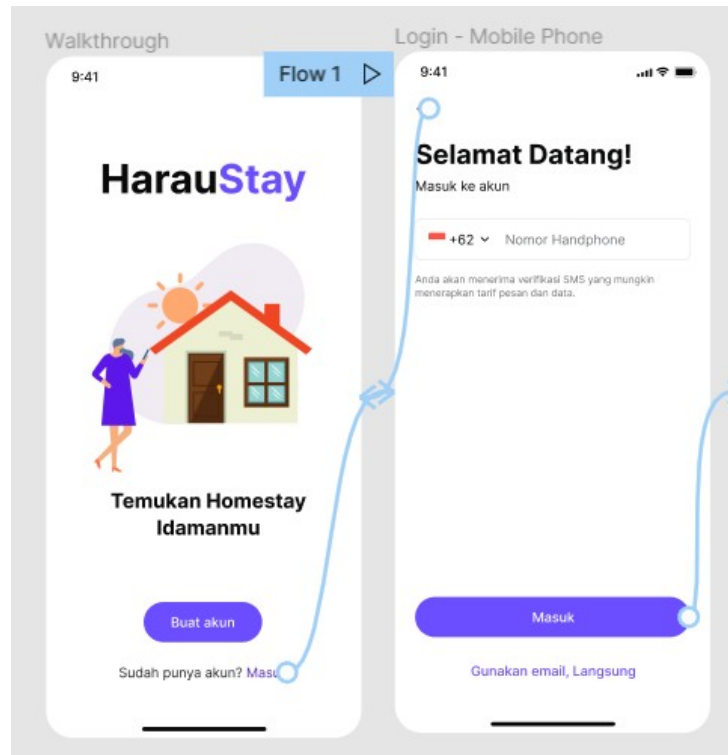 Walkthrough
9:41
Flow 1
HarauStay
Temukan Homestay
Idamanmu
Buat akun
Sudah punya akun?
Login - Mobile Phone
9:41
Selamat Datang!
Masuk ke akun
+62
Nomor Handphone
Anda akan menerima verifikasi SMS yang mungkin
menerapkan tarif pesan dan data.
Masuk
Gunakan email, Langsung